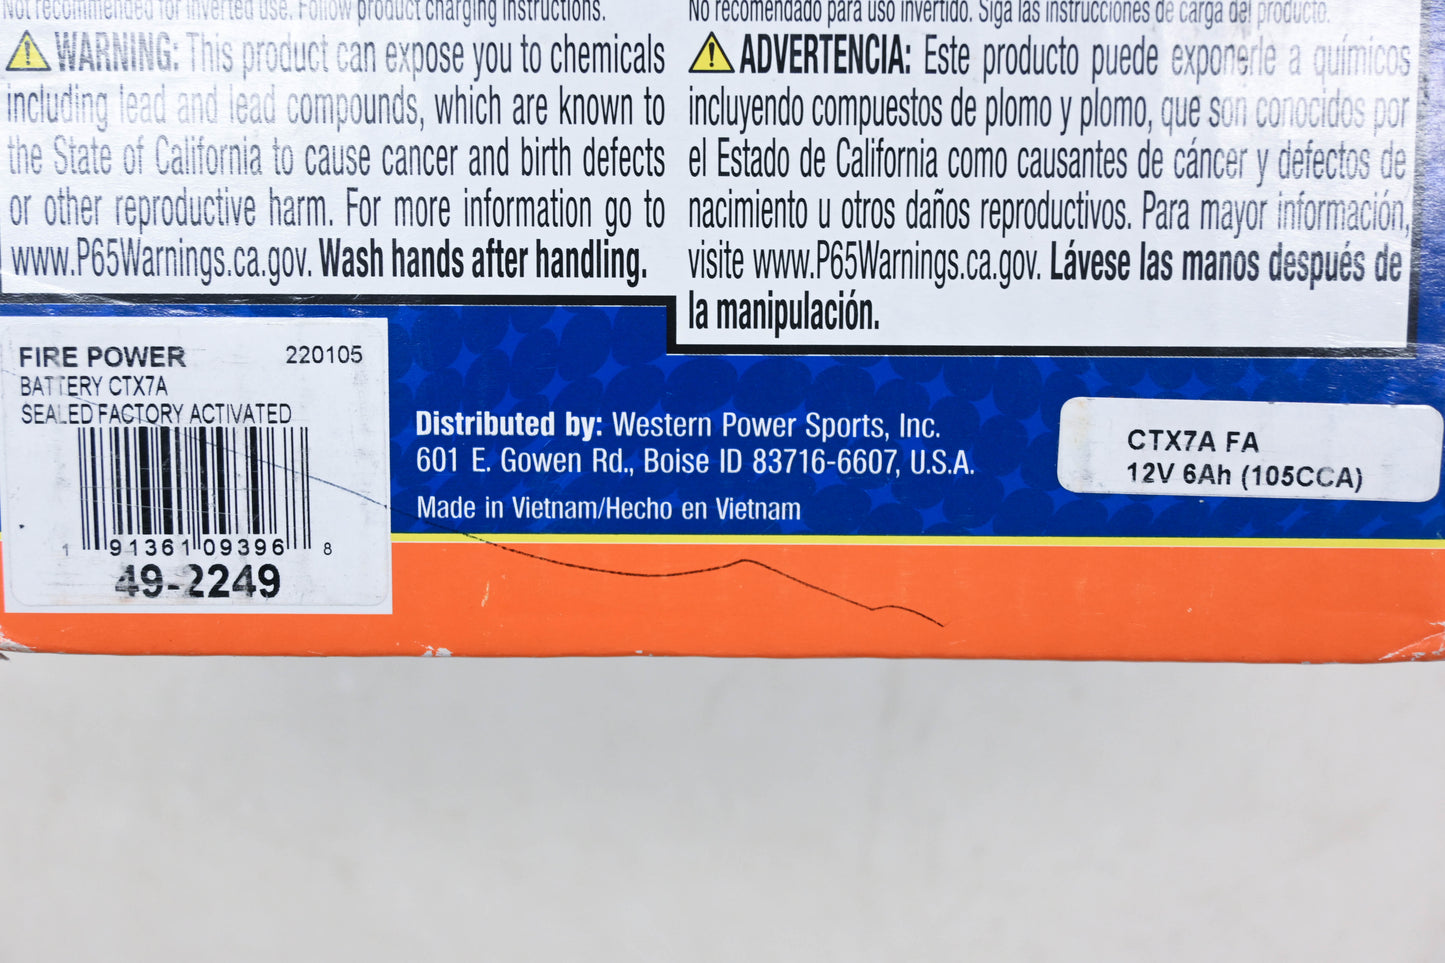 Not recommended for inverted use. Follow product charging instructions.
WARNING: This product can expose you to chemicals
including lead and lead compounds, which are known to
the State of California to cause cancer and birth defects
or other reproductive harm. For more information go to
www.P65Warnings.ca.gov. Wash hands after handling.
No recomendado para uso invertido. Siga las instrucciones de carga del producto.
ADVERTENCIA: Este producto puede exponerle a químicos
incluyendo compuestos de plomo y plomo, que son conocidos por
el Estado de California como causantes de cáncer y defectos de
nacimiento u otros daños reproductivos. Para mayor información,
visite www.P65Warnings.ca.gov. Lávese las manos después de
la manipulación.
FIRE POWER 220105
BATTERY CTX7A
SEALED FACTORY ACTIVATED
1 91361 09396 8
49-2249
Distributed by: Western Power Sports, Inc.
601 E. Gowen Rd., Boise ID 83716-6607, U.S.A.
Made in Vietnam/Hecho en Vietnam
CTX7A FA
12V 6Ah (105CCA)